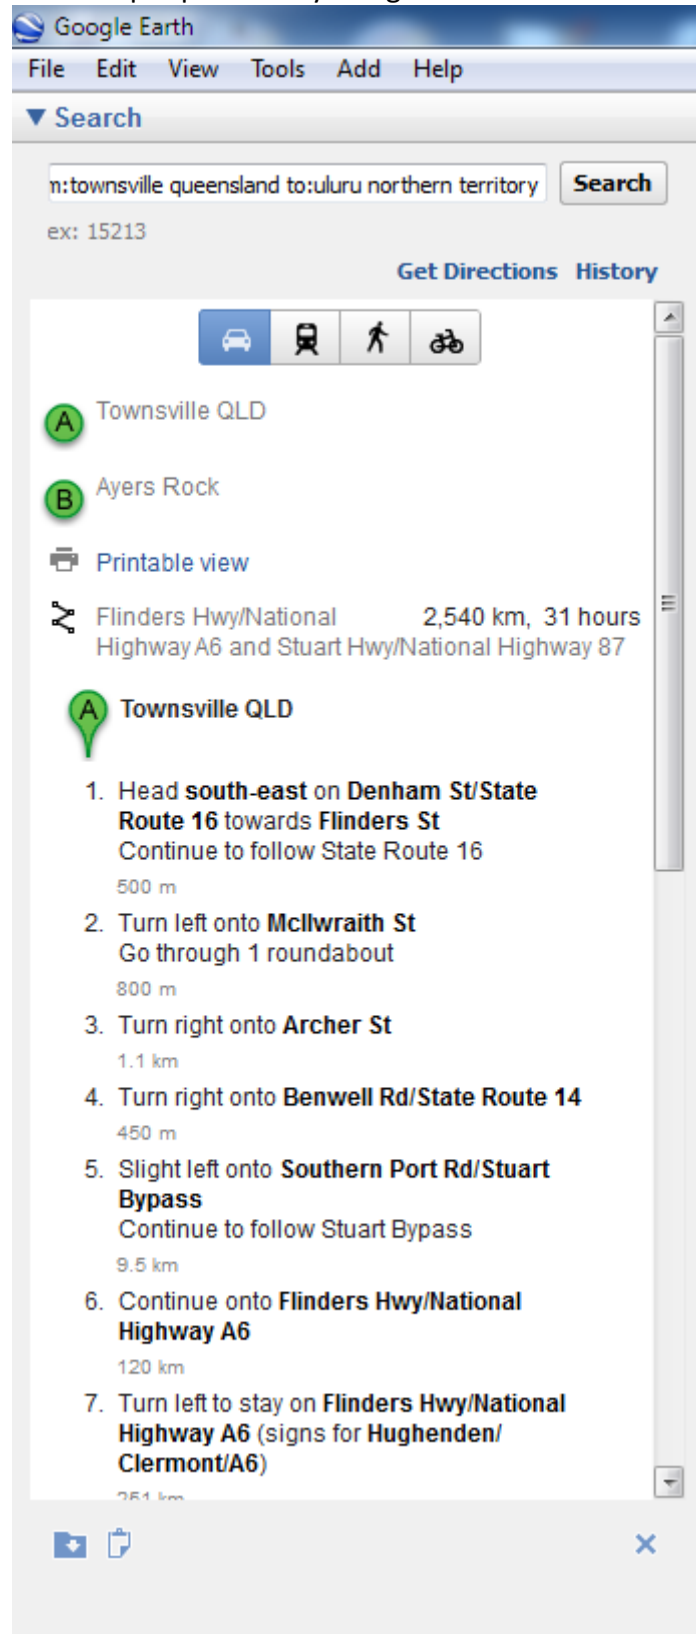 Google Earth
File Edit View Tools Add Help
Search
n:townsville queensland to:uluru northern territory Search
ex: 15213
Get Directions History
A Townsville QLD
B Ayers Rock
Printable view
Flinders Hwy/National 2,540 km, 31 hours
Highway A6 and Stuart Hwy/National Highway 87
A Townsville QLD
1. Head south-east on Denham St/State
Route 16 towards Flinders St
Continue to follow State Route 16
500 m
2. Turn left onto McIlwraith St
Go through 1 roundabout
800 m
3. Turn right onto Archer St
1.1 km
4. Turn right onto Benwell Rd/State Route 14
450 m
5. Slight left onto Southern Port Rd/Stuart
Bypass
Continue to follow Stuart Bypass
9.5 km
6. Continue onto Flinders Hwy/National
Highway A6
120 km
7. Turn left to stay on Flinders Hwy/National
Highway A6 (signs for Hughenden/
Clermont/A6)
251 km